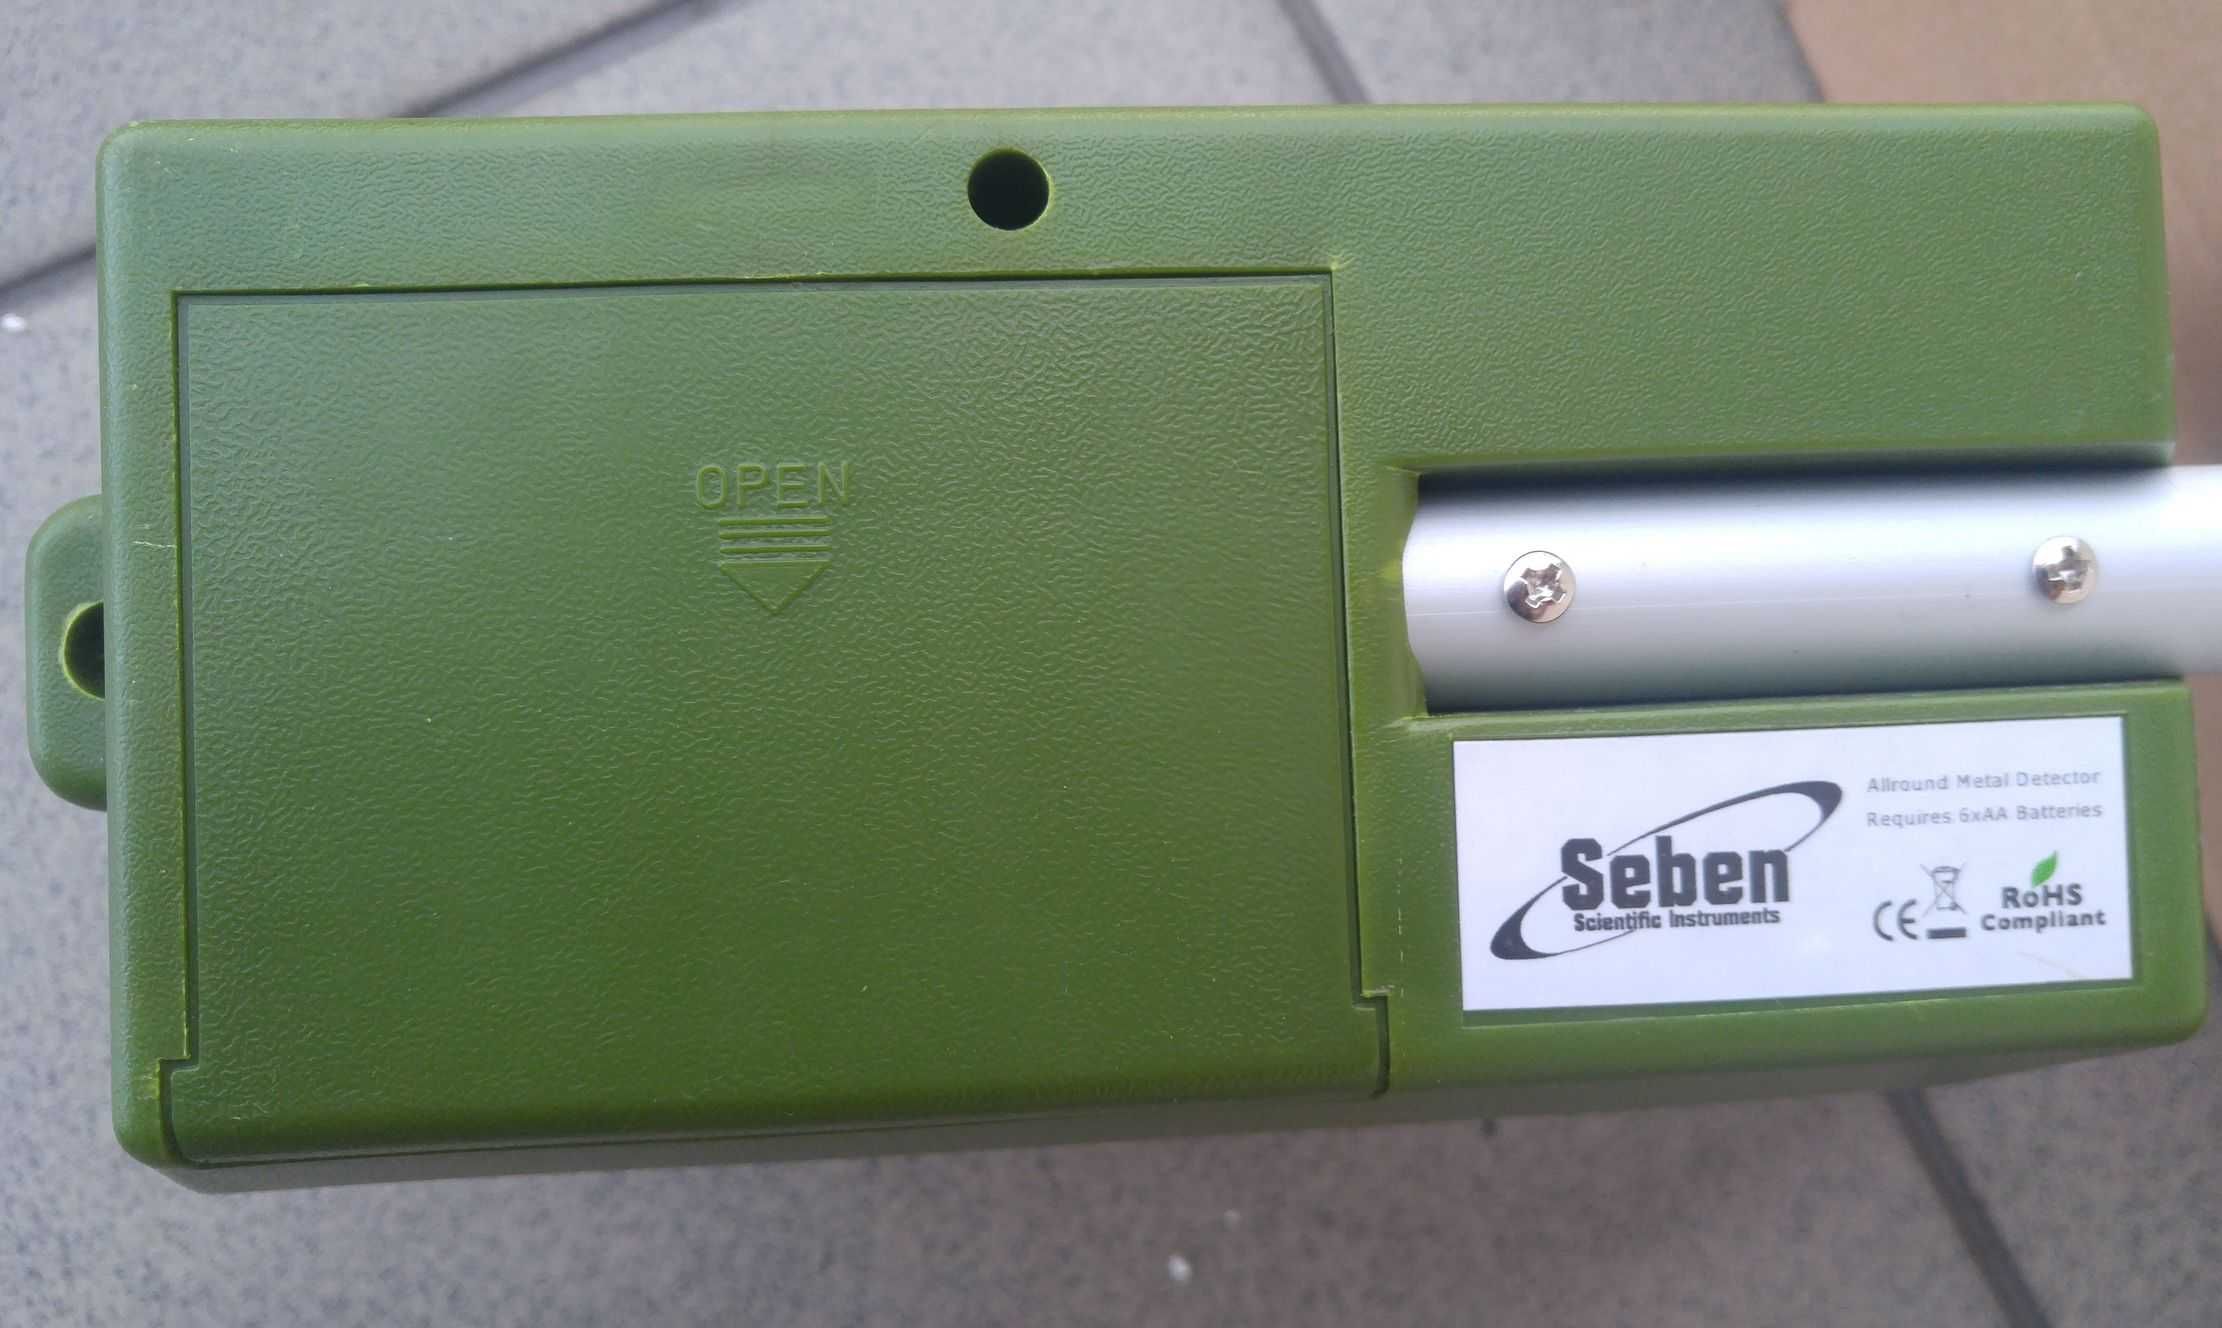 OPEN
Allround Metal Detector
Requires 6xAA Batteries
Seben
Scientific Instruments
CE
RoHS
Compliant